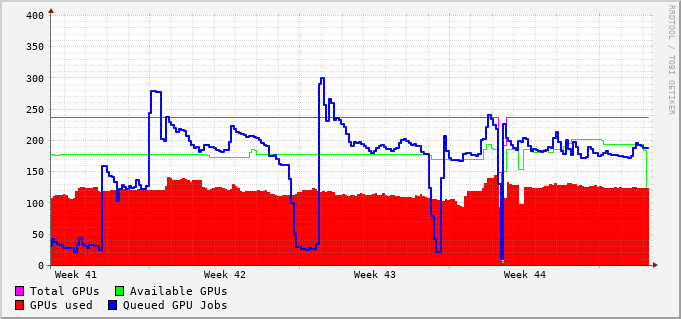 400
350
300
250
200
150
100
50
0
Week 41 Week 42 Week 43 Week 44
Total GPUs Available GPUs
GPUs used Queued GPU Jobs
RRDTOOL / TOBI OETIKER